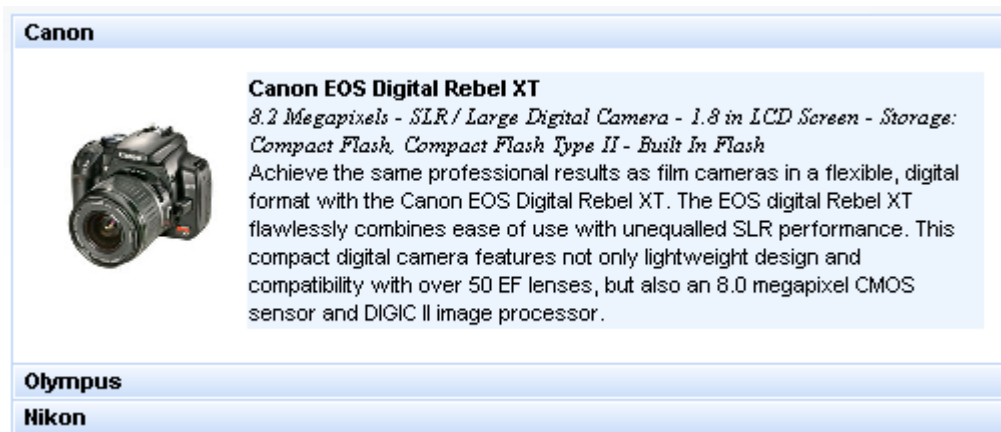 Canon
Canon EOS Digital Rebel XT
8.2 Megapixels - SLR / Large Digital Camera - 1.8 in LCD Screen - Storage:
Compact Flash, Compact Flash Type II - Built In Flash
Achieve the same professional results as film cameras in a flexible, digital
format with the Canon EOS Digital Rebel XT. The EOS digital Rebel XT
flawlessly combines ease of use with unequalled SLR performance. This
compact digital camera features not only lightweight design and
compatibility with over 50 EF lenses, but also an 8.0 megapixel CMOS
sensor and DIGIC II image processor.
Olympus
Nikon